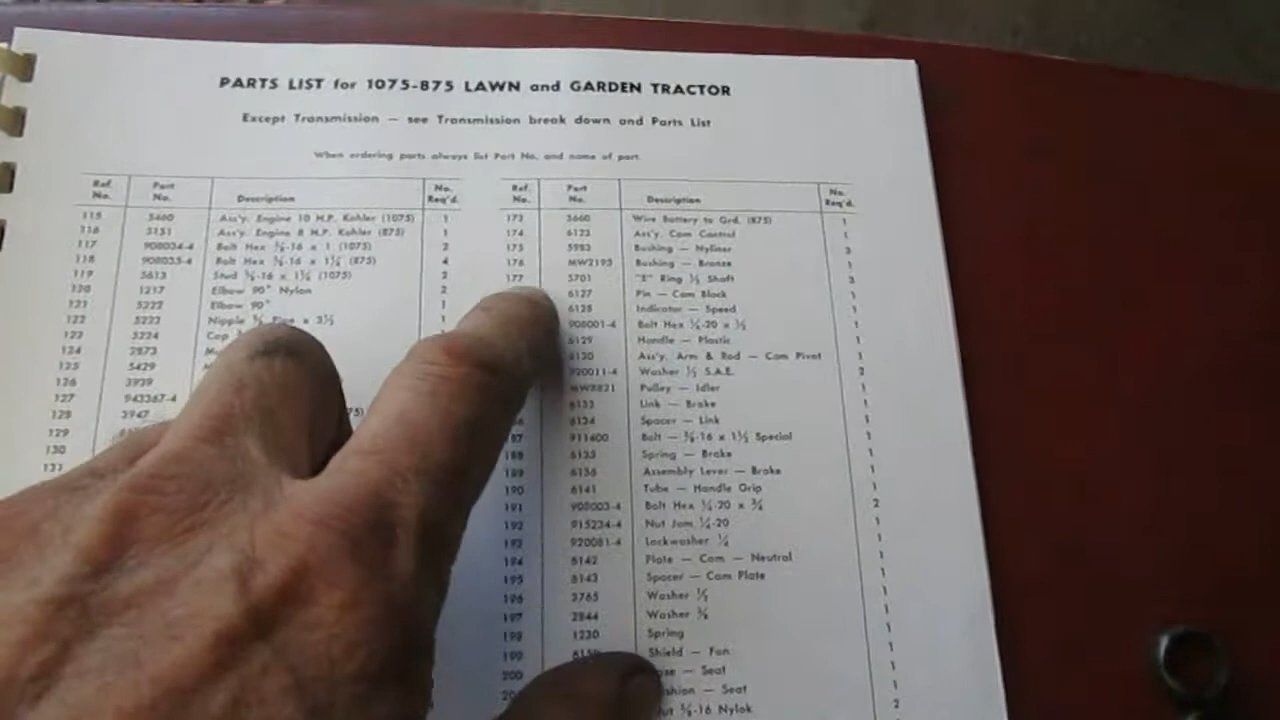 PARTS LIST for 1075-875 LAWN and GARDEN TRACTOR
Except Transmission — see Transmission break down and Parts List
When ordering parts always list Part No. and name of part.
Ref. No. Part No. Description No. Req'd.
115 5460 Ass'y. Engine 10 H.P. Kohler (1075) 1
116 5151 Ass'y. Engine 8 H.P. Kohler (875) 1
117 908034-4 Bolt Hex 3/8-16 x 1 (1075) 2
118 908035-4 Bolt Hex 3/8-16 x 1¼ (875) 4
119 5613 Stud 3/8-16 x 1¼ (1075) 2
120 1217 Elbow 90° Nylon 2
121 5222 Elbow 90° 1
122 5223 Nipple 1
123 5224 Cap
124 2873
125 5429
126 3939
127 943367-4
128 3947
129
130
131
Ref. No. Part No. Description No. Req'd.
173 5660 Wire Battery to Grd. (875) 1
174 6123 Ass'y. Cam Control 1
175 5983 Bushing — Nyliner 3
176 MW2195 Bushing — Bronze 1
177 5701 "E" Ring ½ Shaft 3
6127 Pin — Cam Block 1
6128 Indicator — Speed 1
908001-4 Bolt Hex ¼-20 x ½ 1
6129 Handle — Plastic 1
6130 Ass'y. Arm & Rod — Cam Pivot 1
920011-4 Washer ½ S.A.E. 2
MW8821 Pulley — Idler 1
6133 Link — Brake 1
6134 Spacer — Link 1
87 911400 Bolt — 3/8-16 x 1½ Special 1
188 6135 Spring — Brake 1
189 6136 Assembly Lever — Brake 1
190 6141 Tube — Handle Grip 1
191 908003-4 Bolt Hex ¼-20 x ¾ 2
192 915234-4 Nut Jam ¼-20 1
193 920081-4 Lockwasher ¼ 1
194 6142 Plate — Cam — Neutral 1
195 6143 Spacer — Cam Plate 1
196 3765 Washer ½ 1
197 2844 Washer 1
198 1230 Spring 1
199 Shield — Fan 1
200 — Seat 1
— Seat 1
3/8-16 Nylok 2